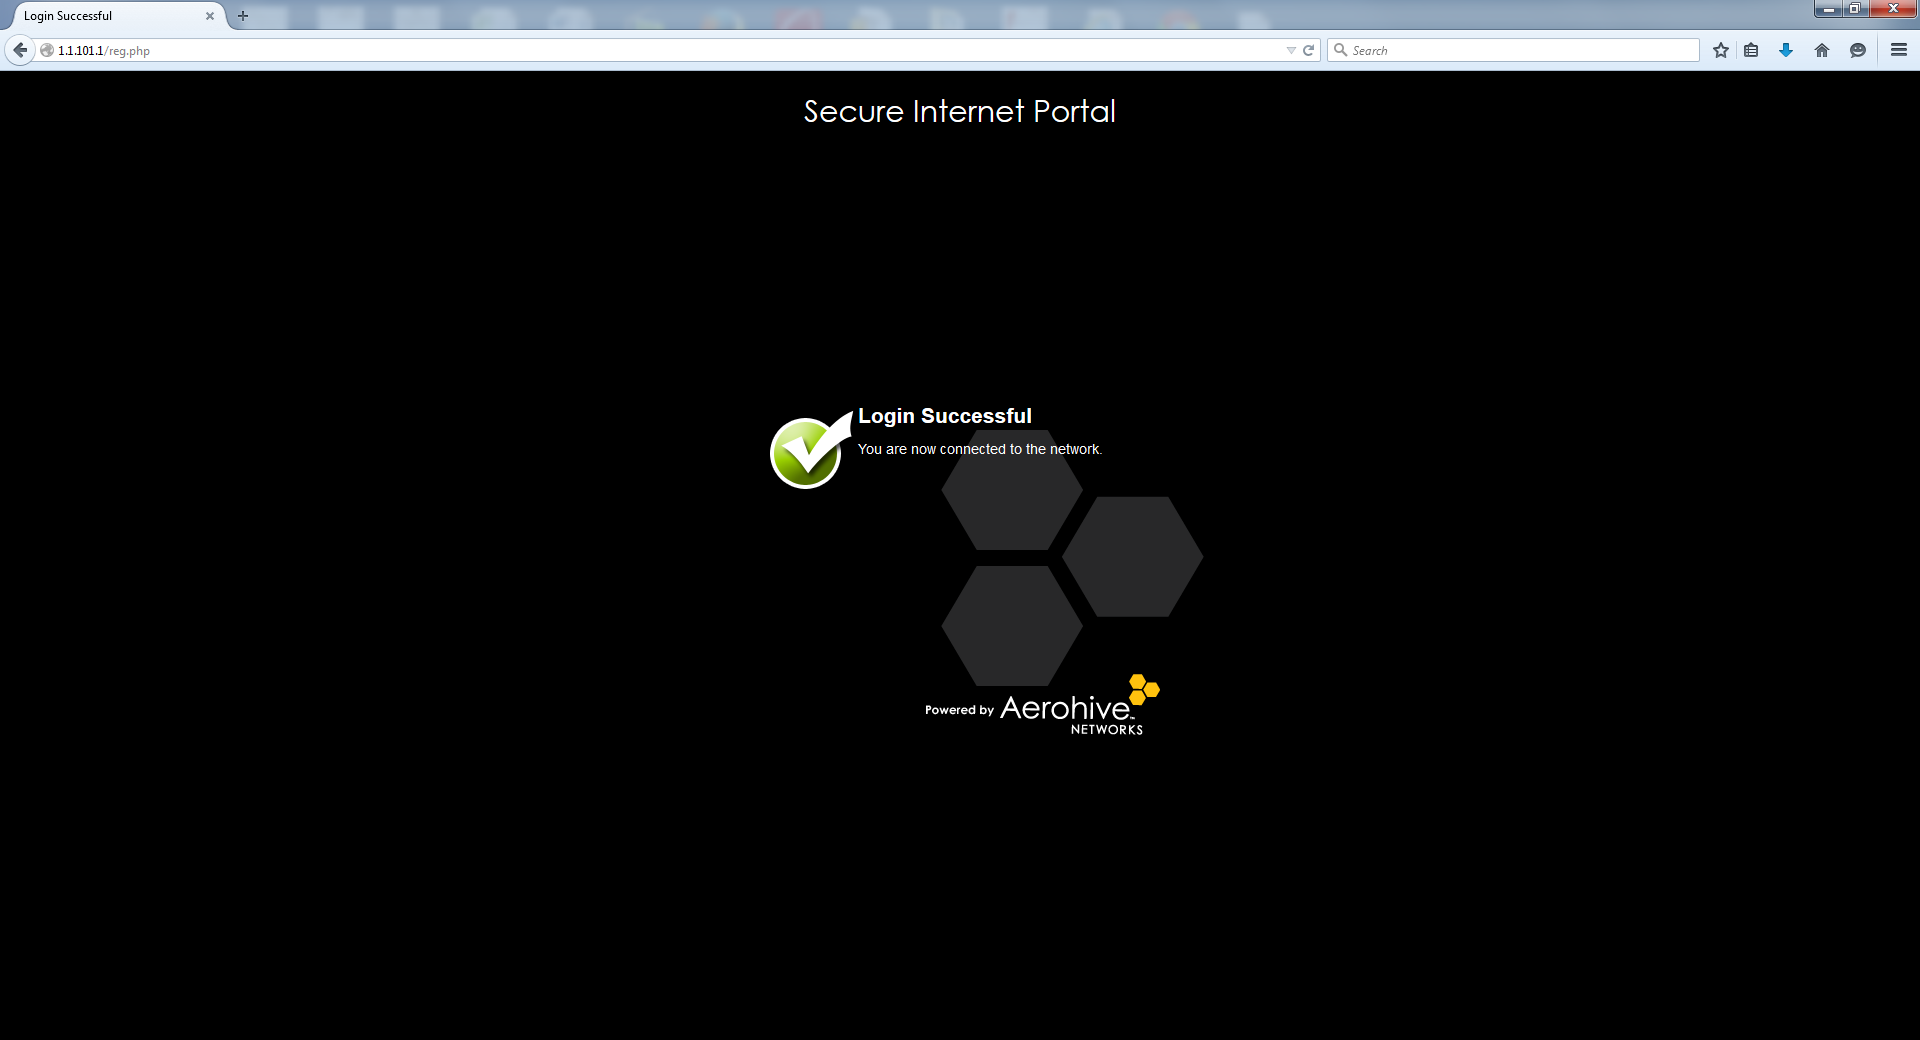 Login Successful
1.1.101.1/reg.php
Search
Secure Internet Portal
Login Successful
You are now connected to the network.
Powered by Aerohive™
NETWORKS